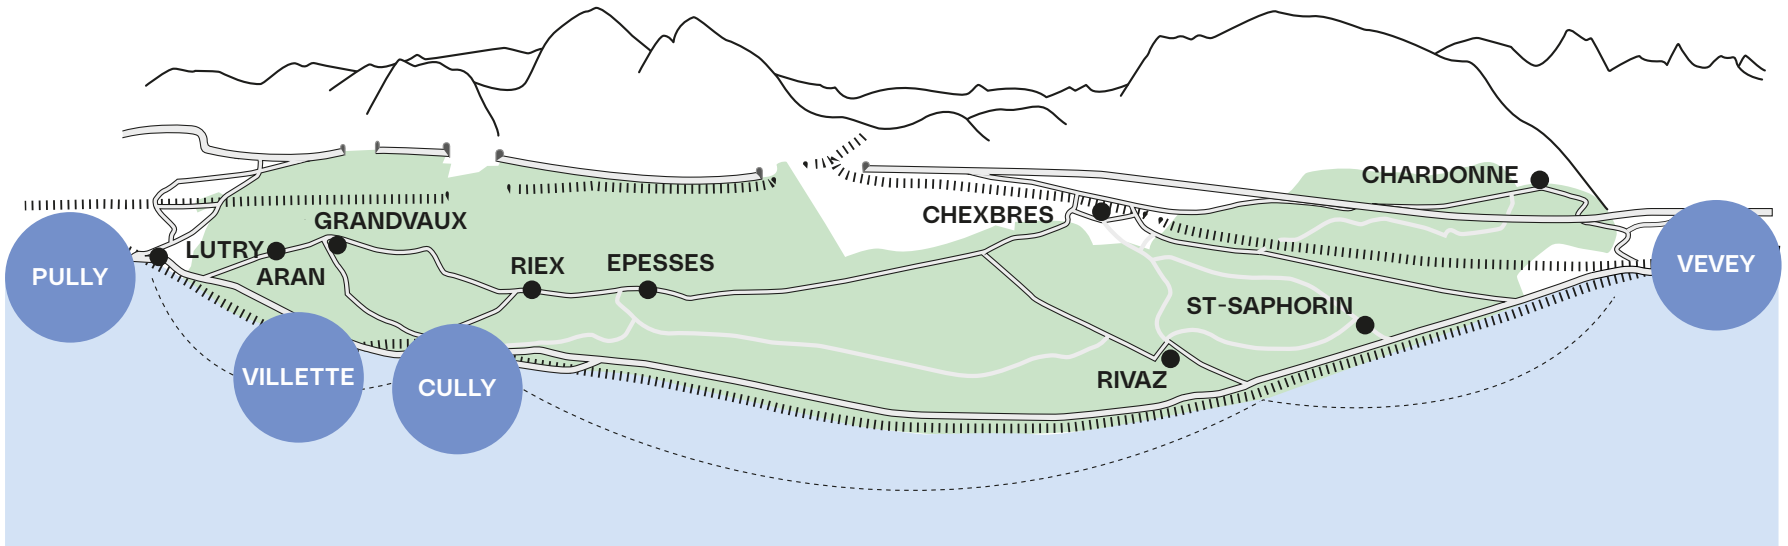 CHARDONNE
CHEXBRES
GRANDVAUX
LUTRY
ARAN
RIEX
EPESSES
PULLY
VEVEY
ST-SAPHORIN
VILLETTE
CULLY
RIVAZ